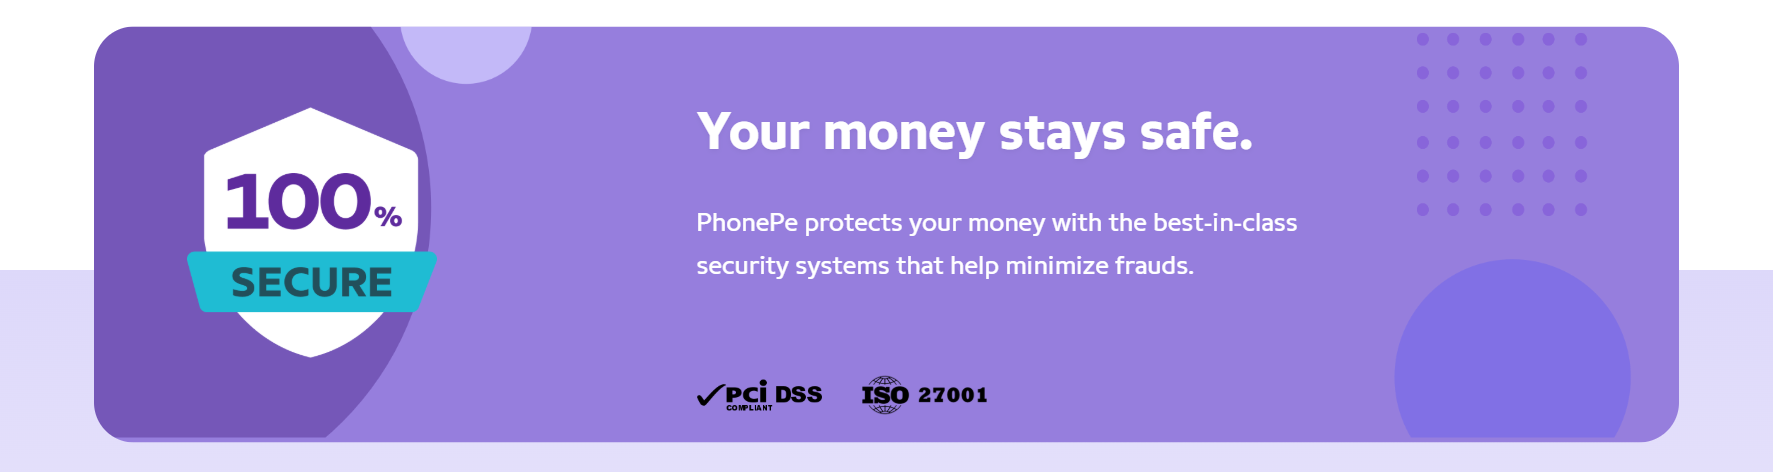 100%
SECURE
Your money stays safe.
PhonePe protects your money with the best-in-class
security systems that help minimize frauds.
PCi DSS
COMPLIANT
ISO 27001